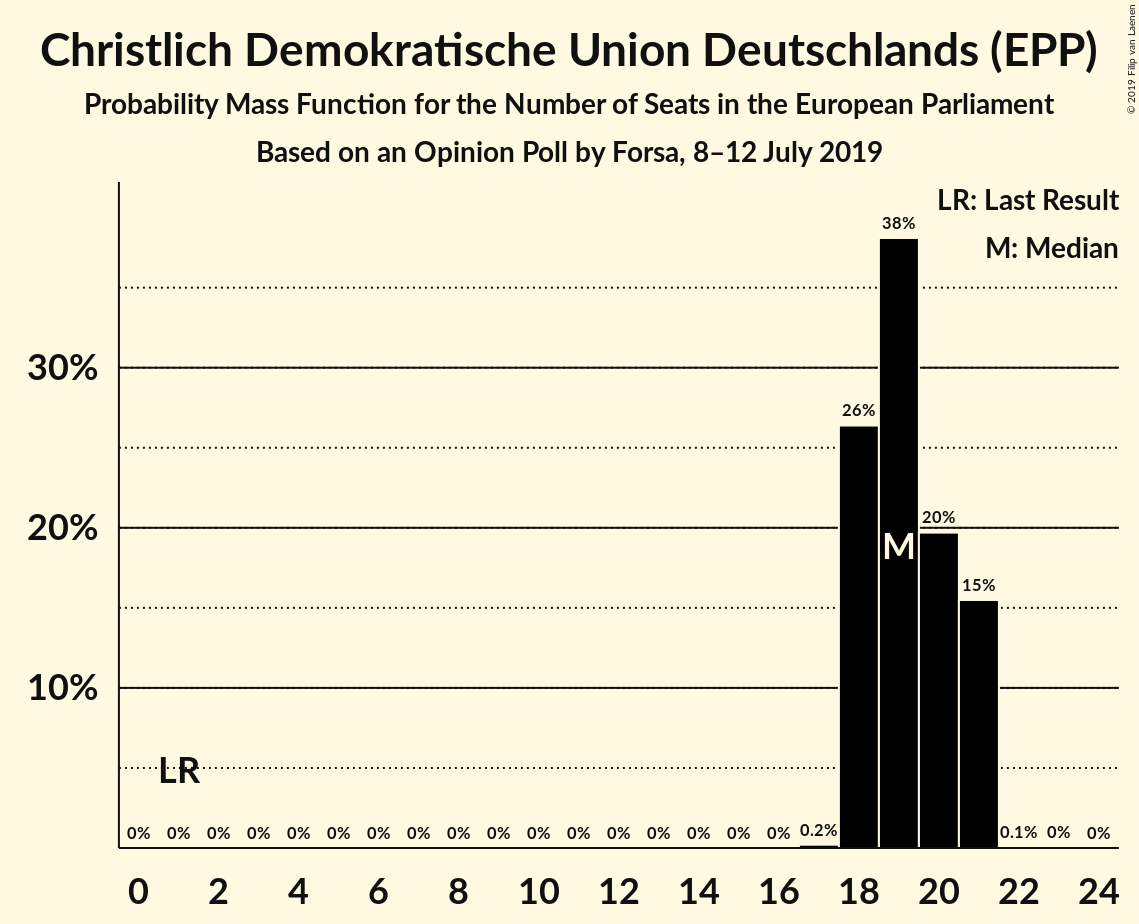 Christlich Demokratische Union Deutschlands (EPP)
Probability Mass Function for the Number of Seats in the European Parliament
Based on an Opinion Poll by Forsa, 8–12 July 2019
© 2019 Filip van Laenen
LR: Last Result
M: Median
38%
30%
26%
20%
20%
M
15%
10%
LR
0% 0% 0% 0% 0% 0% 0% 0% 0% 0% 0% 0% 0% 0% 0% 0% 0% 0.2% 0.1% 0% 0%
0 2 4 6 8 10 12 14 16 18 20 22 24